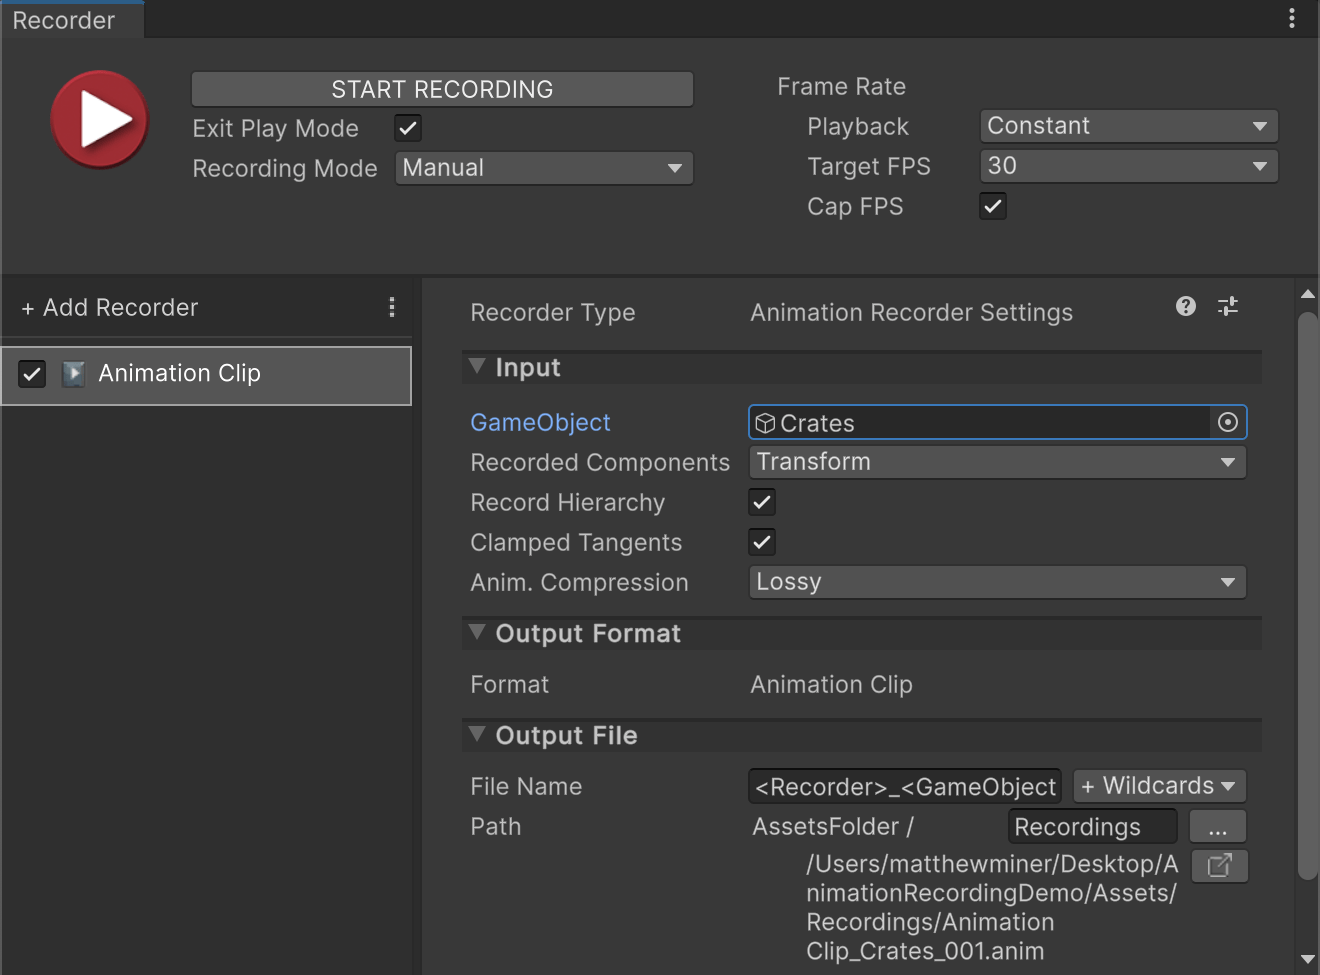 Recorder
START RECORDING
Exit Play Mode
Recording Mode Manual
Frame Rate
Playback Constant
Target FPS 30
Cap FPS
+ Add Recorder
Animation Clip
Recorder Type Animation Recorder Settings
Input
GameObject Crates
Recorded Components Transform
Record Hierarchy
Clamped Tangents
Anim. Compression Lossy
Output Format
Format Animation Clip
Output File
File Name <Recorder>_<GameObject + Wildcards
Path AssetsFolder / Recordings ...
/Users/matthewminer/Desktop/A
nimationRecordingDemo/Assets/
Recordings/Animation
Clip_Crates_001.anim